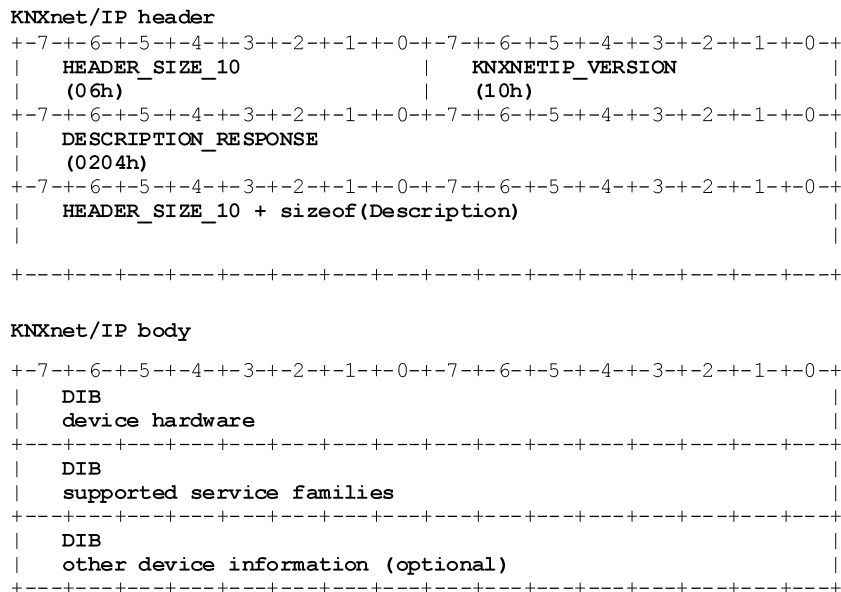 KNXnet/IP header
+-7-+-6-+-5-+-4-+-3-+-2-+-1-+-0-+-7-+-6-+-5-+-4-+-3-+-2-+-1-+-0-+
|   HEADER_SIZE_10              |   KNXNETIP_VERSION            |
|   (06h)                       |   (10h)                       |
+-7-+-6-+-5-+-4-+-3-+-2-+-1-+-0-+-7-+-6-+-5-+-4-+-3-+-2-+-1-+-0-+
|   DESCRIPTION_RESPONSE                                        |
|   (0204h)                                                     |
+-7-+-6-+-5-+-4-+-3-+-2-+-1-+-0-+-7-+-6-+-5-+-4-+-3-+-2-+-1-+-0-+
|   HEADER_SIZE_10 + sizeof(Description)                        |
|                                                               |
+---+---+---+---+---+---+---+---+---+---+---+---+---+---+---+---+
KNXnet/IP body
+-7-+-6-+-5-+-4-+-3-+-2-+-1-+-0-+-7-+-6-+-5-+-4-+-3-+-2-+-1-+-0-+
|   DIB                                                         |
|   device hardware                                             |
+---+---+---+---+---+---+---+---+---+---+---+---+---+---+---+---+
|   DIB                                                         |
|   supported service families                                  |
+---+---+---+---+---+---+---+---+---+---+---+---+---+---+---+---+
|   DIB                                                         |
|   other device information (optional)                         |
+---+---+---+---+---+---+---+---+---+---+---+---+---+---+---+---+